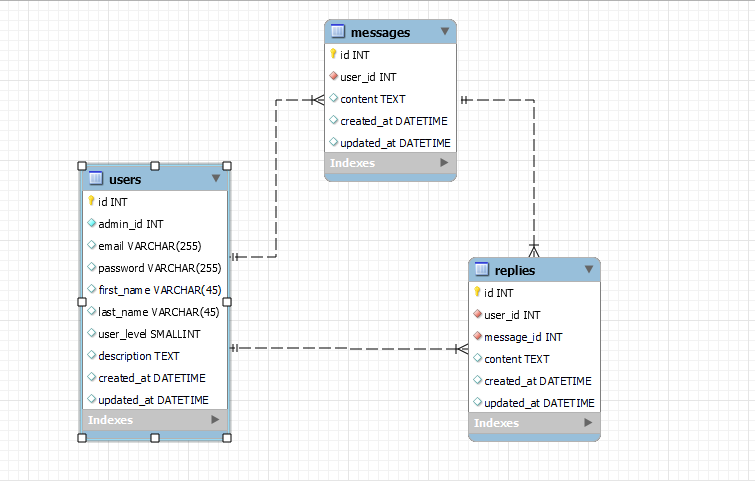 messages
id INT
user_id INT
content TEXT
created_at DATETIME
updated_at DATETIME
Indexes
users
id INT
admin_id INT
email VARCHAR(255)
password VARCHAR(255)
first_name VARCHAR(45)
last_name VARCHAR(45)
user_level SMALLINT
description TEXT
created_at DATETIME
updated_at DATETIME
Indexes
replies
id INT
user_id INT
message_id INT
content TEXT
created_at DATETIME
updated_at DATETIME
Indexes